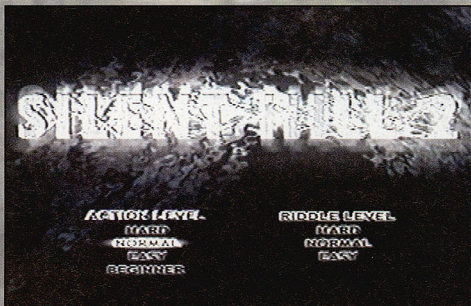 SILENT HILL 2
ACTION LEVEL
HARD
NORMAL
EASY
BEGINNER
RIDDLE LEVEL
HARD
NORMAL
EASY